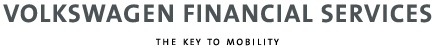 VOLKSWAGEN FINANCIAL SERVICES
THE KEY TO MOBILITY